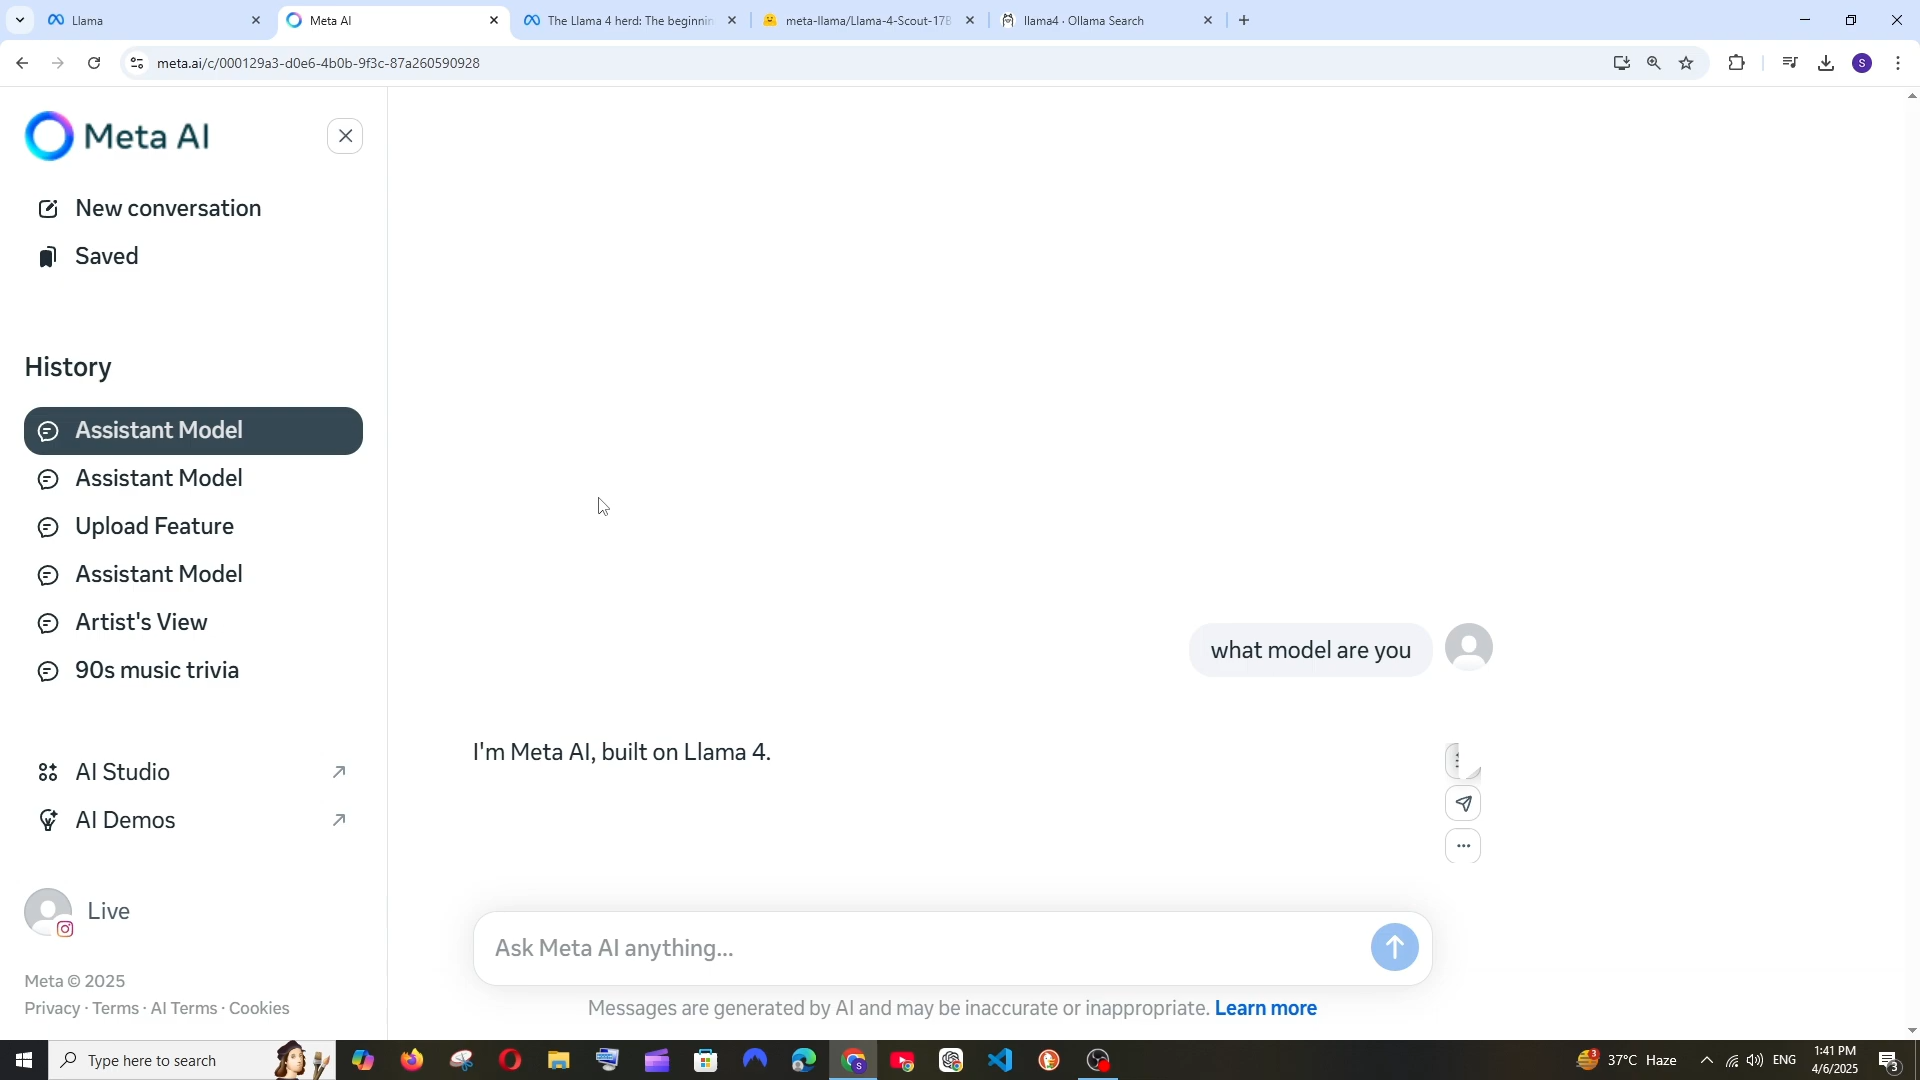 Llama
Meta AI
The Llama 4 herd: The beginnin
meta-llama/Llama-4-Scout-17B
llama4 · Ollama Search
meta.ai/c/000129a3-d0e6-4b0b-9f3c-87a260590928
S
Meta AI
New conversation
Saved
History
Assistant Model
Assistant Model
Upload Feature
Assistant Model
Artist's View
90s music trivia
AI Studio
AI Demos
Live
Meta © 2025
Privacy · Terms · AI Terms · Cookies
what model are you
I'm Meta AI, built on Llama 4.
Ask Meta AI anything...
Messages are generated by AI and may be inaccurate or inappropriate. Learn more
Type here to search
S
3
37°C Haze
ENG
1:41 PM
4/6/2025
3